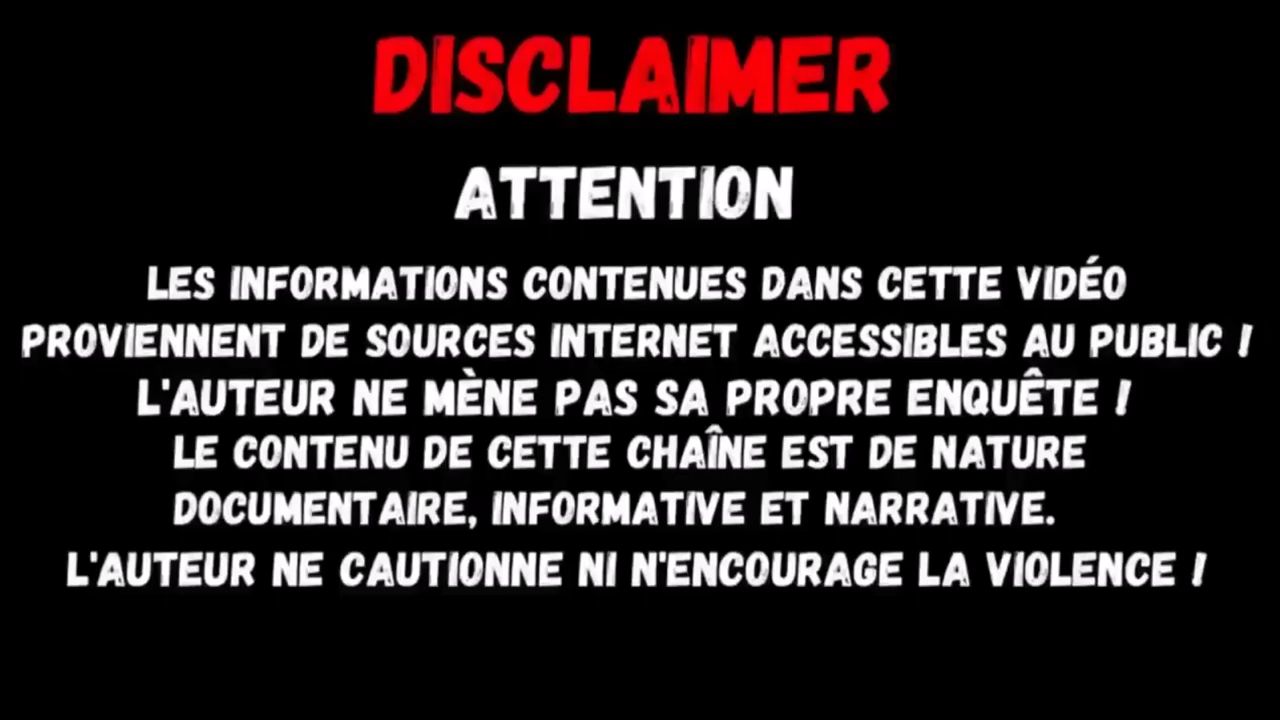 DISCLAIMER
ATTENTION
LES INFORMATIONS CONTENUES DANS CETTE VIDÉO
PROVIENNENT DE SOURCES INTERNET ACCESSIBLES AU PUBLIC !
L'AUTEUR NE MÈNE PAS SA PROPRE ENQUÊTE !
LE CONTENU DE CETTE CHAÎNE EST DE NATURE
DOCUMENTAIRE, INFORMATIVE ET NARRATIVE.
L'AUTEUR NE CAUTIONNE NI N'ENCOURAGE LA VIOLENCE !